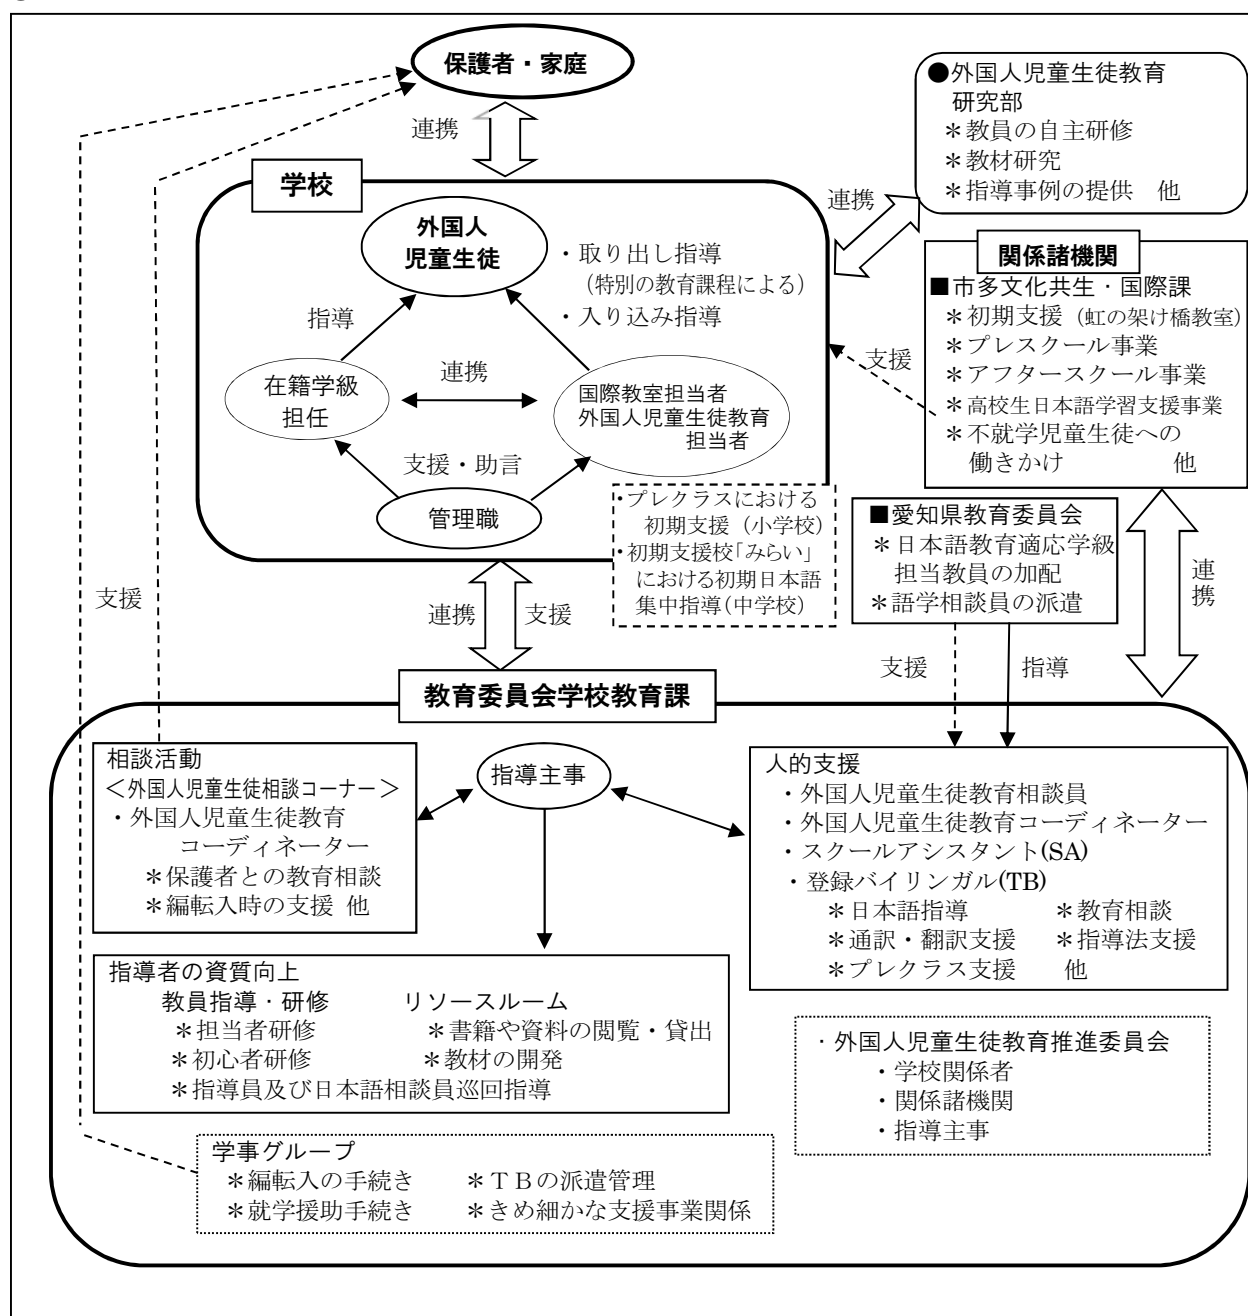 保護者・家庭
連携
●外国人児童生徒教育
研究部
＊教員の自主研修
＊教材研究
＊指導事例の提供　他
学校
連携
外国人
児童生徒
・取り出し指導
（特別の教育課程による）
・入り込み指導
指導
在籍学級
担任
連携
国際教室担当者
外国人児童生徒教育
担当者
支援・助言
管理職
関係諸機関
■市多文化共生・国際課
＊初期支援（虹の架け橋教室）
＊プレスクール事業
＊アフタースクール事業
＊高校生日本語学習支援事業
＊不就学児童生徒への
働きかけ　　　　他
支援
・プレクラスにおける
初期支援（小学校）
・初期支援校「みらい」
における初期日本語
集中指導（中学校）
■愛知県教育委員会
＊日本語教育適応学級
担当教員の加配
＊語学相談員の派遣
連携
支援
連携
支援
支援
指導
教育委員会学校教育課
相談活動
＜外国人児童生徒相談コーナー＞
・外国人児童生徒教育
コーディネーター
＊保護者との教育相談
＊編転入時の支援 他
指導主事
人的支援
・外国人児童生徒教育相談員
・外国人児童生徒教育コーディネーター
・スクールアシスタント(SA)
・登録バイリンガル(TB)
＊日本語指導　　　＊教育相談
＊通訳・翻訳支援　＊指導法支援
＊プレクラス支援　　他
指導者の資質向上
教員指導・研修　　　リソースルーム
＊担当者研修　　　　＊書籍や資料の閲覧・貸出
＊初心者研修　　　　＊教材の開発
＊指導員及び日本語相談員巡回指導
・外国人児童生徒教育推進委員会
・学校関係者
・関係諸機関
・指導主事
学事グループ
＊編転入の手続き　　＊ＴＢの派遣管理
＊就学援助手続き　　＊きめ細かな支援事業関係